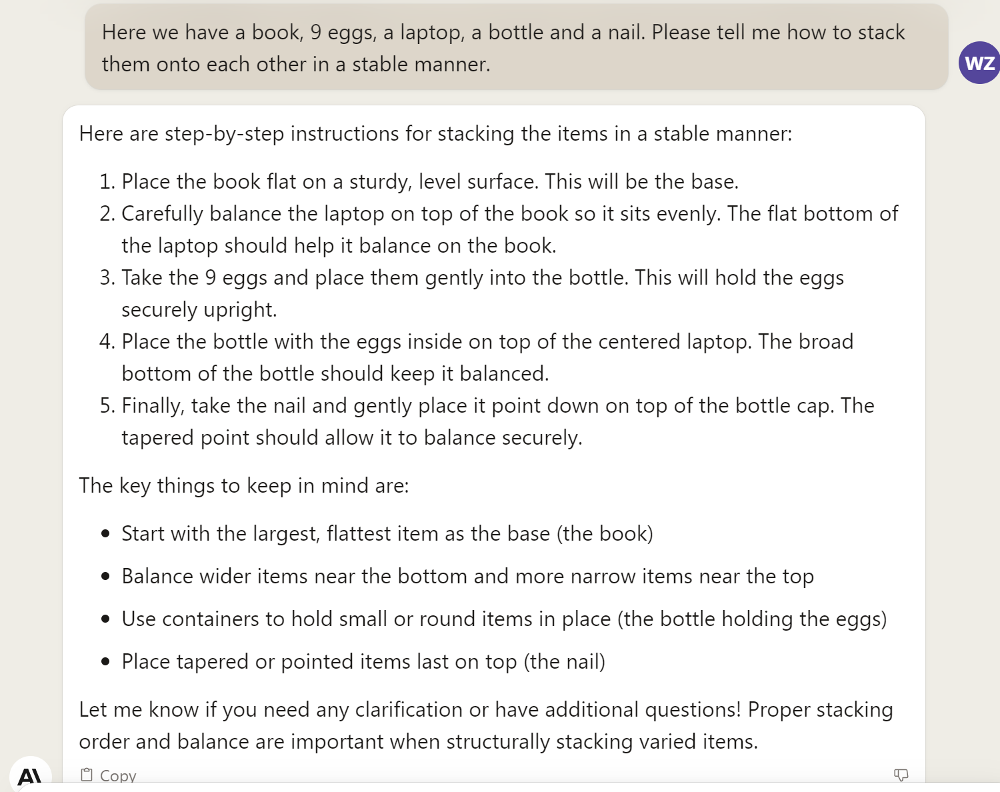 Here we have a book, 9 eggs, a laptop, a bottle and a nail. Please tell me how to stack
them onto each other in a stable manner.
WZ
Here are step-by-step instructions for stacking the items in a stable manner:
1. Place the book flat on a sturdy, level surface. This will be the base.
2. Carefully balance the laptop on top of the book so it sits evenly. The flat bottom of
the laptop should help it balance on the book.
3. Take the 9 eggs and place them gently into the bottle. This will hold the eggs
securely upright.
4. Place the bottle with the eggs inside on top of the centered laptop. The broad
bottom of the bottle should keep it balanced.
5. Finally, take the nail and gently place it point down on top of the bottle cap. The
tapered point should allow it to balance securely.
The key things to keep in mind are:
• Start with the largest, flattest item as the base (the book)
• Balance wider items near the bottom and more narrow items near the top
• Use containers to hold small or round items in place (the bottle holding the eggs)
• Place tapered or pointed items last on top (the nail)
Let me know if you need any clarification or have additional questions! Proper stacking
order and balance are important when structurally stacking varied items.
A\
Copy